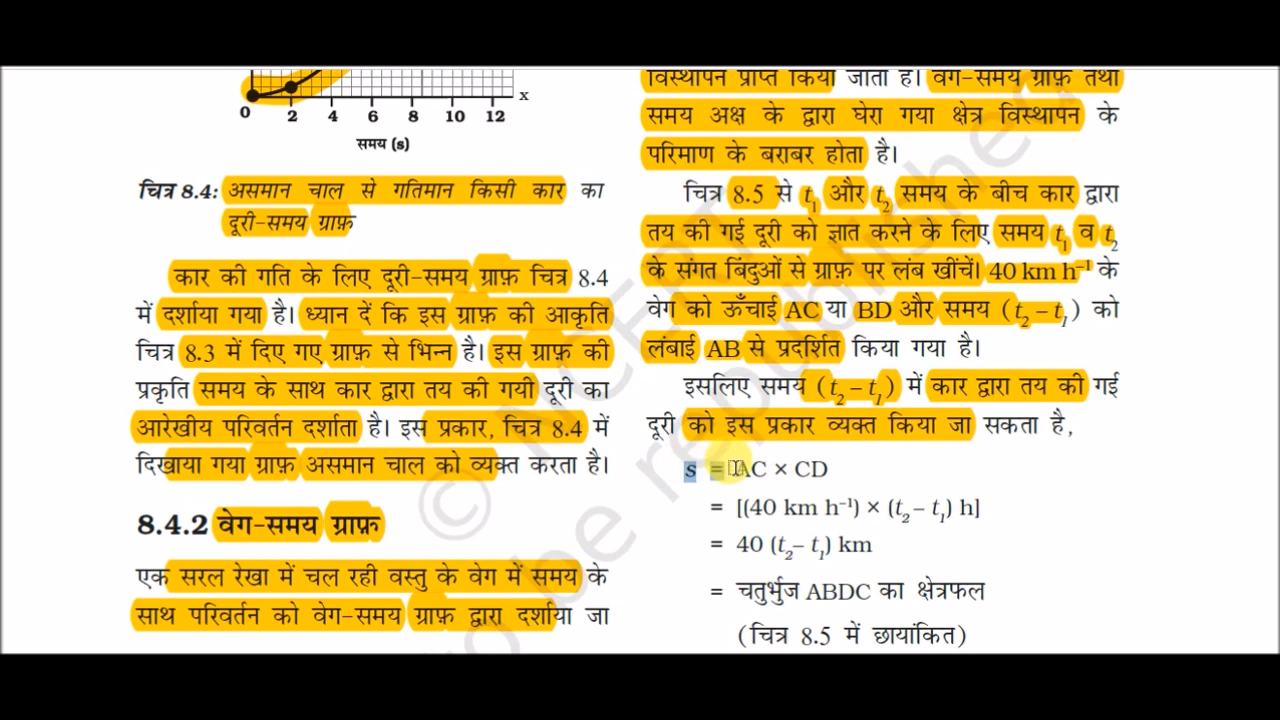 0 2 4 6 8 10 12 x
समय (s)
चित्र 8.4: असमान चाल से गतिमान किसी कार का
दूरी-समय ग्राफ़
कार की गति के लिए दूरी-समय ग्राफ़ चित्र 8.4
में दर्शाया गया है। ध्यान दें कि इस ग्राफ़ की आकृति
चित्र 8.3 में दिए गए ग्राफ़ से भिन्न है। इस ग्राफ़ की
प्रकृति समय के साथ कार द्वारा तय की गयी दूरी का
आरेखीय परिवर्तन दर्शाता है। इस प्रकार, चित्र 8.4 में
दिखाया गया ग्राफ़ असमान चाल को व्यक्त करता है।
8.4.2 वेग-समय ग्राफ़
एक सरल रेखा में चल रही वस्तु के वेग में समय के
साथ परिवर्तन को वेग-समय ग्राफ़ द्वारा दर्शाया जा
विस्थापन प्राप्त किया जाता है। वेग-समय ग्राफ़ तथा
समय अक्ष के द्वारा घेरा गया क्षेत्र विस्थापन के
परिमाण के बराबर होता है।
चित्र 8.5 से t₁ और t₂ समय के बीच कार द्वारा
तय की गई दूरी को ज्ञात करने के लिए समय t₁ व t₂
के संगत बिंदुओं से ग्राफ़ पर लंब खींचें। 40 km h⁻¹ के
वेग को ऊँचाई AC या BD और समय (t₂ – t₁) को
लंबाई AB से प्रदर्शित किया गया है।
इसलिए समय (t₂ – t₁) में कार द्वारा तय की गई
दूरी को इस प्रकार व्यक्त किया जा सकता है,
s = AC × CD
= [(40 km h⁻¹) × (t₂ – t₁) h]
= 40 (t₂– t₁) km
= चतुर्भुज ABDC का क्षेत्रफल
(चित्र 8.5 में छायांकित)
© NCERT
to be republished